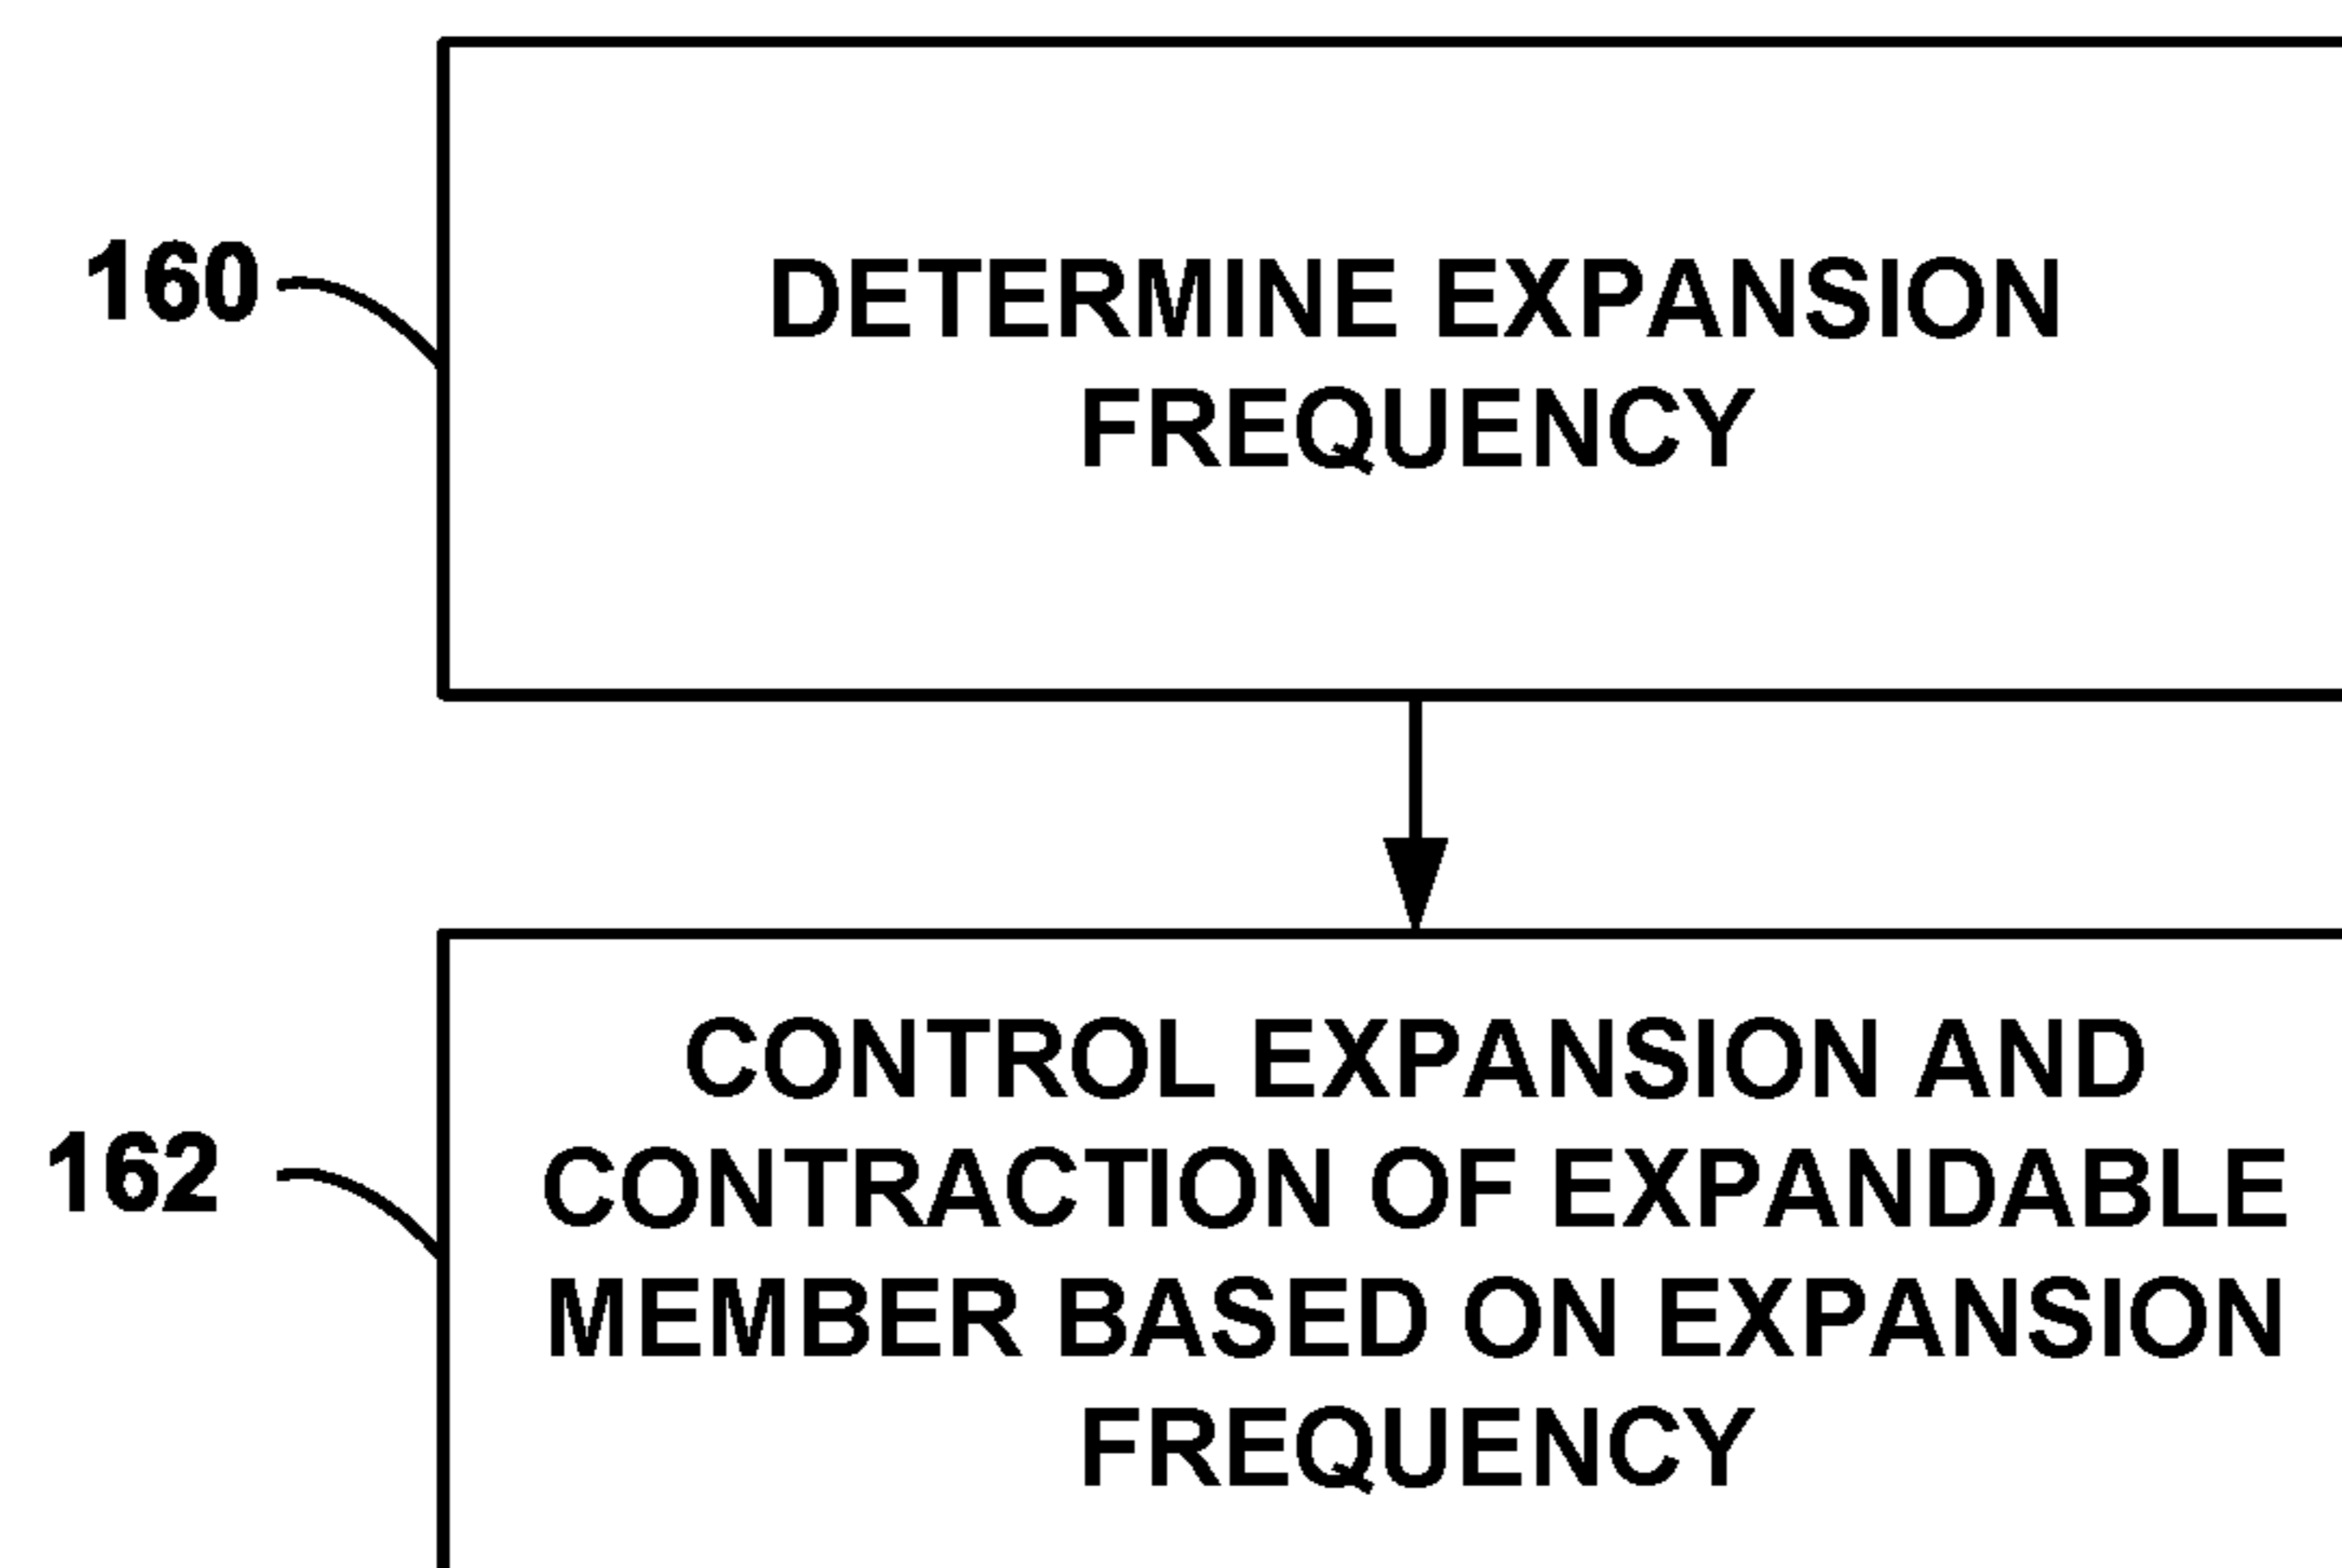 160
DETERMINE EXPANSION
FREQUENCY
162
CONTROL EXPANSION AND
CONTRACTION OF EXPANDABLE
MEMBER BASED ON EXPANSION
FREQUENCY